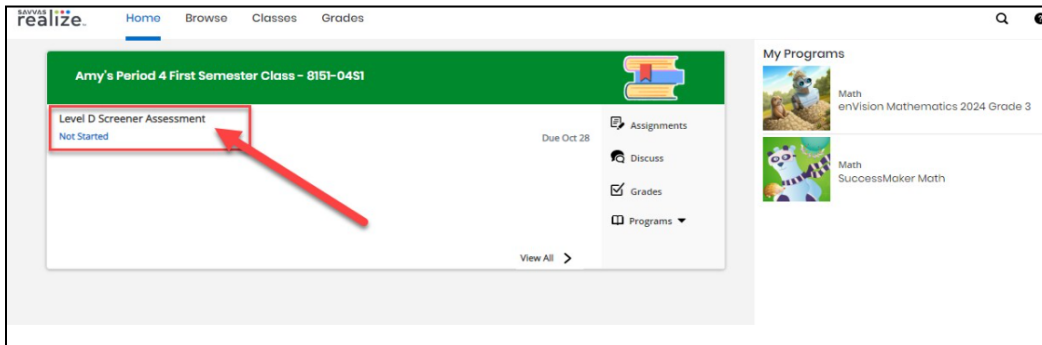 SAVVAS
realize.
Home Browse Classes Grades
Amy's Period 4 First Semester Class - 8151-04S1
Level D Screener Assessment
Not Started
Due Oct 28
Assignments
Discuss
Grades
Programs
View All
My Programs
Math
enVision Mathematics 2024 Grade 3
Math
SuccessMaker Math